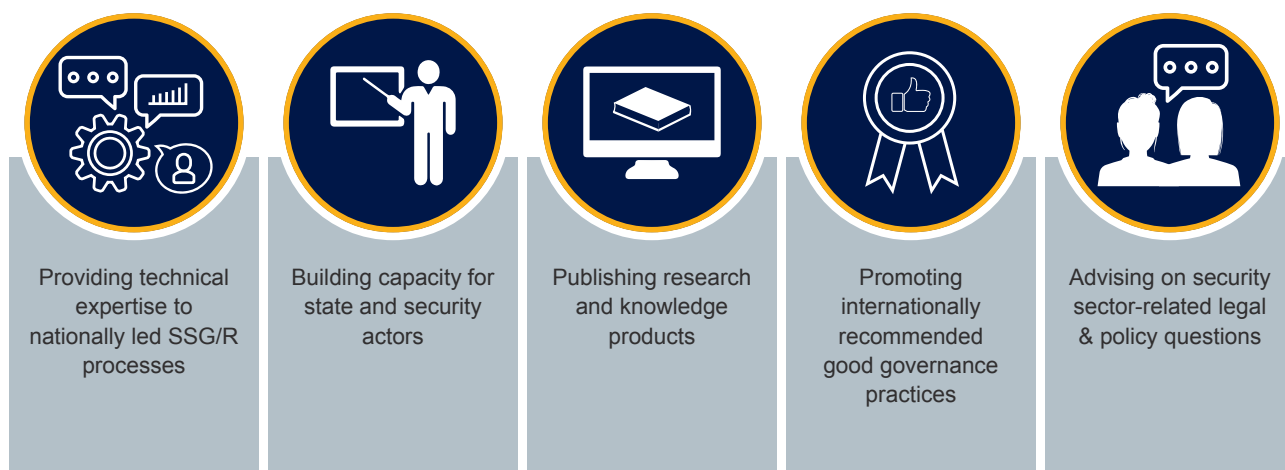 Providing technical
expertise to
nationally led SSG/R
processes
Building capacity for
state and security
actors
Publishing research
and knowledge
products
Promoting
internationally
recommended
good governance
practices
Advising on security
sector-related legal
& policy questions